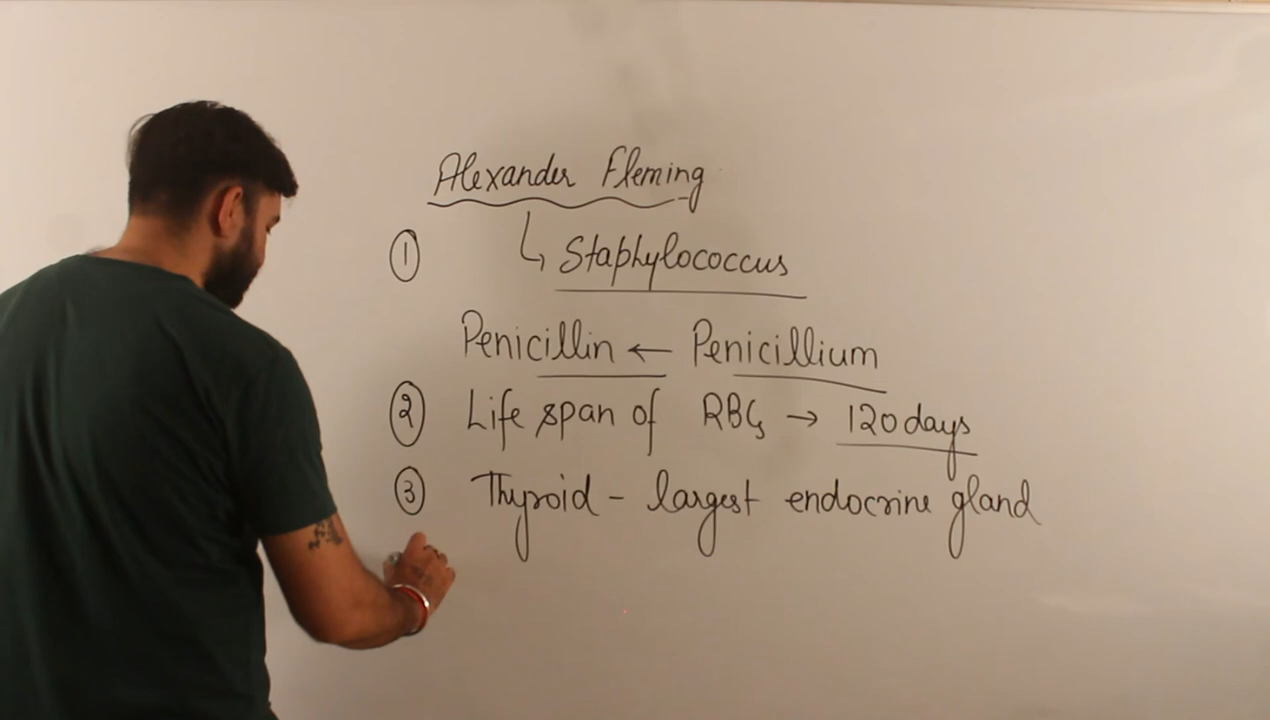 Alexander Fleming
① ↳ Staphylococcus
Penicillin ← Penicillium
② Life span of RBCs → 120 days
③ Thyroid - largest endocrine gland